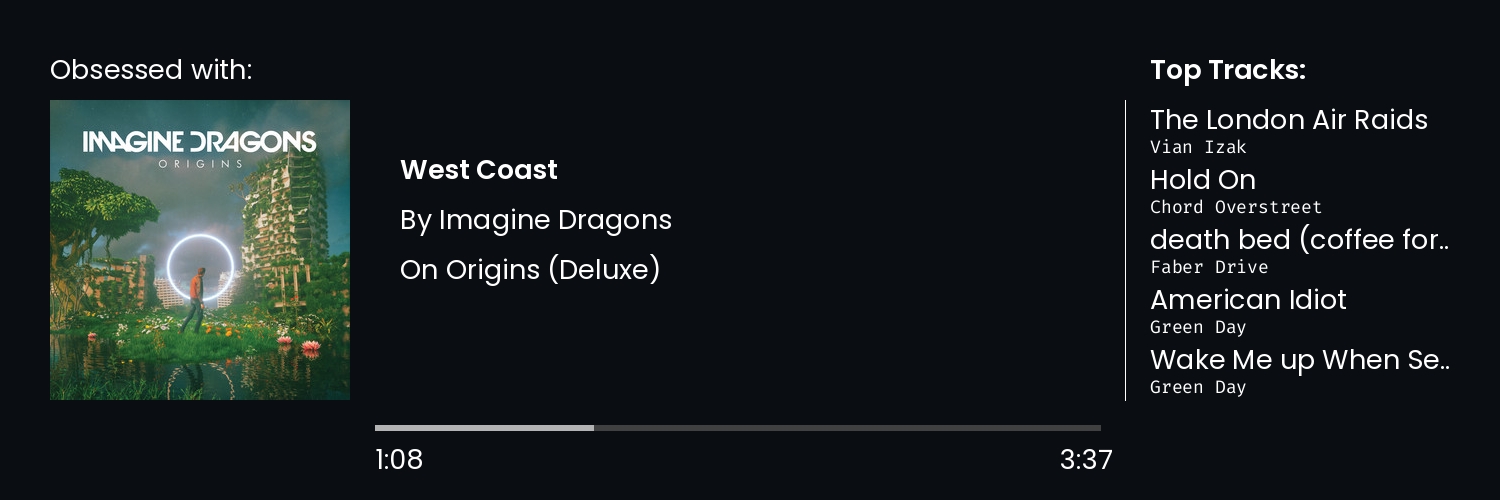 Obsessed with:
IMAGINE DRAGONS
ORIGINS
West Coast
By Imagine Dragons
On Origins (Deluxe)
1:08
3:37
Top Tracks:
The London Air Raids
Vian Izak
Hold On
Chord Overstreet
death bed (coffee for..
Faber Drive
American Idiot
Green Day
Wake Me up When Se..
Green Day